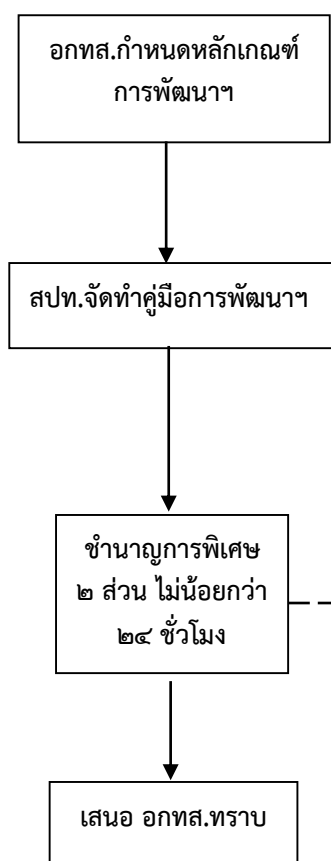 อกทส.กำหนดหลักเกณฑ์
การพัฒนาฯ
สปท.จัดทำคู่มือการพัฒนาฯ
ชำนาญการพิเศษ
๒ ส่วน ไม่น้อยกว่า
๒๔ ชั่วโมง
เสนอ อกทส.ทราบ